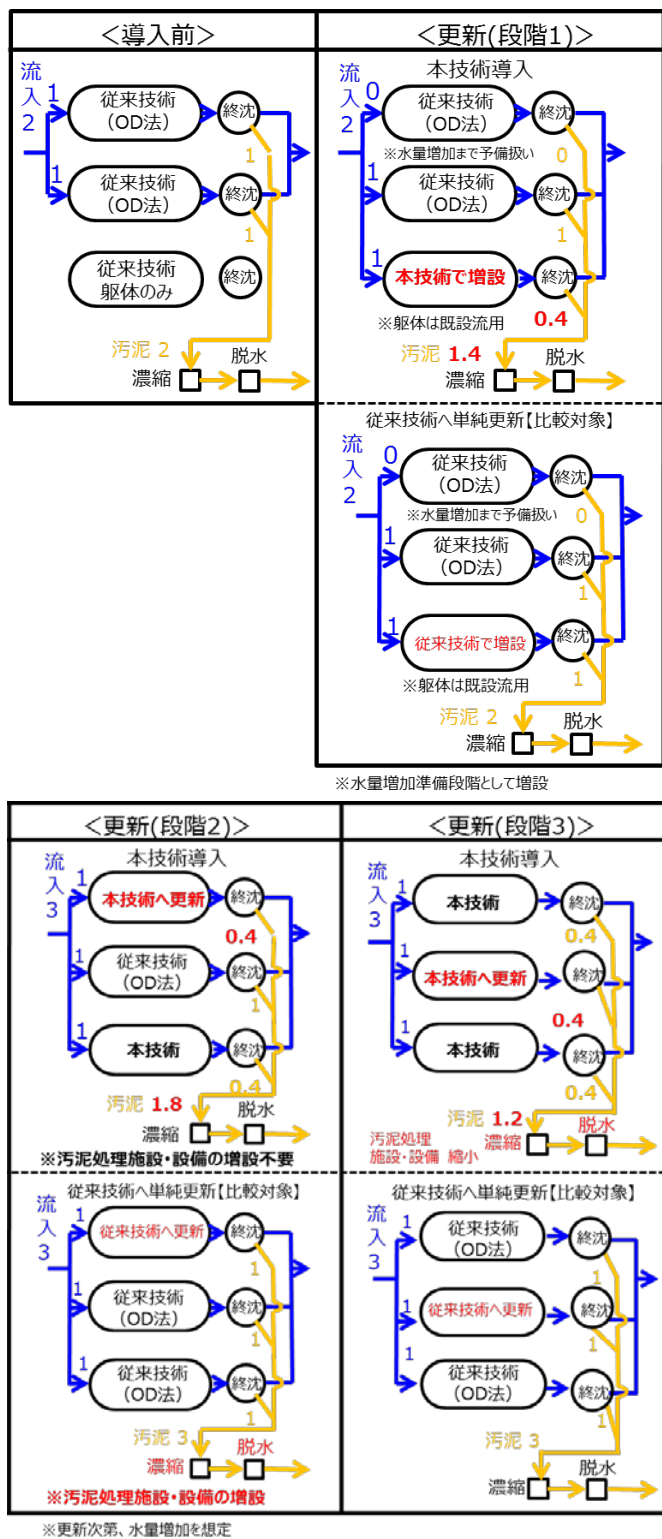 ＜導入前＞
流入2
1
従来技術
（OD法）
終沈
1
1
従来技術
（OD法）
終沈
1
従来技術
躯体のみ
終沈
汚泥 2
濃縮
脱水
＜更新(段階1)＞
本技術導入
流入2
0
従来技術
（OD法）
終沈
※水量増加まで予備扱い
0
1
従来技術
（OD法）
終沈
1
1
本技術で増設
終沈
※躯体は既設流用
0.4
汚泥 1.4
濃縮
脱水
従来技術へ単純更新【比較対象】
流入2
0
従来技術
（OD法）
終沈
※水量増加まで予備扱い
0
1
従来技術
（OD法）
終沈
1
1
従来技術で増設
終沈
※躯体は既設流用
1
汚泥 2
濃縮
脱水
※水量増加準備段階として増設
＜更新(段階2)＞
本技術導入
流入3
1
本技術へ更新
終沈
0.4
1
従来技術
（OD法）
終沈
1
1
本技術
終沈
0.4
汚泥 1.8
濃縮
脱水
※汚泥処理施設・設備の増設不要
従来技術へ単純更新【比較対象】
流入3
1
従来技術へ更新
終沈
1
1
従来技術
（OD法）
終沈
1
1
従来技術
（OD法）
終沈
1
汚泥 3
濃縮
脱水
※汚泥処理施設・設備の増設
＜更新(段階3)＞
本技術導入
流入3
1
本技術
終沈
0.4
1
本技術へ更新
終沈
0.4
1
本技術
終沈
0.4
汚泥 1.2
汚泥処理
施設・設備 縮小
濃縮
脱水
従来技術へ単純更新【比較対象】
流入3
1
従来技術
（OD法）
終沈
1
1
従来技術へ更新
終沈
1
1
従来技術
（OD法）
終沈
1
汚泥 3
濃縮
脱水
※更新次第、水量増加を想定